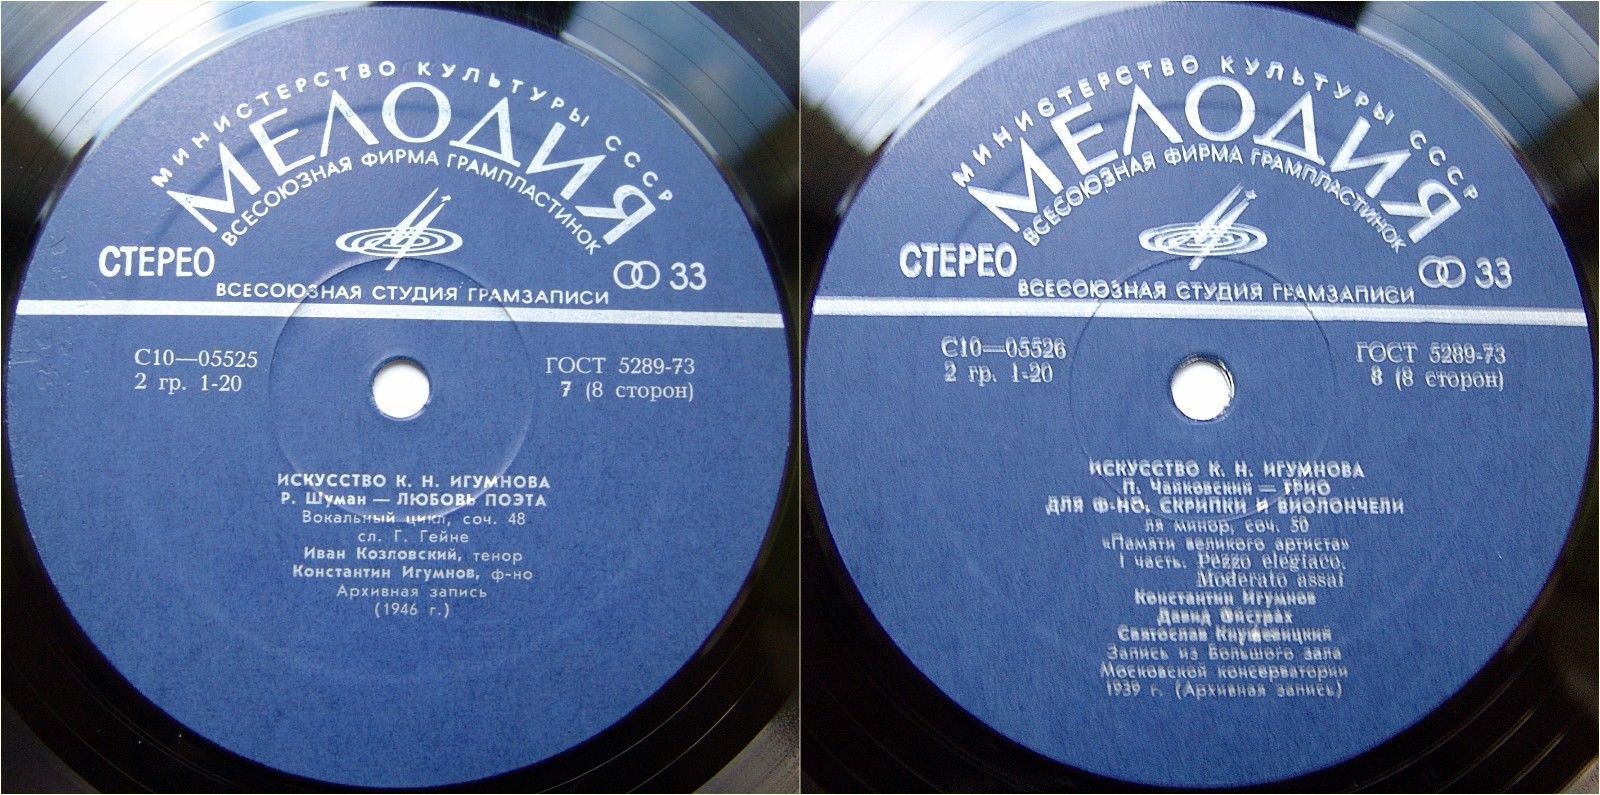 МИНИСТЕРСТВО КУЛЬТУРЫ СССР
МЕЛОДИЯ
ВСЕСОЮЗНАЯ ФИРМА ГРАМПЛАСТИНОК
СТЕРЕО
33
ВСЕСОЮЗНАЯ СТУДИЯ ГРАМЗАПИСИ
С10—05525
2 гр. 1-20
ГОСТ 5289-73
7 (8 сторон)
ИСКУССТВО К. Н. ИГУМНОВА
Р. Шуман — ЛЮБОВЬ ПОЭТА
Вокальный цикл, соч. 48
сл. Г. Гейне
Иван Козловский, тенор
Константин Игумнов, ф-но
Архивная запись
(1946 г.)
МИНИСТЕРСТВО КУЛЬТУРЫ СССР
МЕЛОДИЯ
ВСЕСОЮЗНАЯ ФИРМА ГРАМПЛАСТИНОК
СТЕРЕО
33
ВСЕСОЮЗНАЯ СТУДИЯ ГРАМЗАПИСИ
С10—05526
2 гр. 1-20
ГОСТ 5289-73
8 (8 сторон)
ИСКУССТВО К. Н. ИГУМНОВА
П. Чайковский — ТРИО
ДЛЯ Ф-НО, СКРИПКИ И ВИОЛОНЧЕЛИ
ля минор, соч. 50
«Памяти великого артиста»
I часть. Pezzo elegiaco.
Moderato assai
Константин Игумнов
Давид Ойстрах
Святослав Кнушевицкий
Запись из Большого зала
Московской консерватории
1939 г. (Архивная запись)